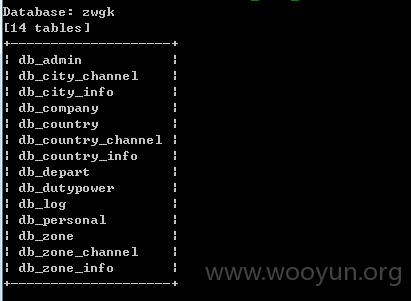 Database: zwgk
[14 tables]
+--------------------+
| db_admin           |
| db_city_channel    |
| db_city_info       |
| db_company         |
| db_country         |
| db_country_channel |
| db_country_info    |
| db_depart          |
| db_dutypower       |
| db_log             |
| db_personal        |
| db_zone            |
| db_zone_channel    |
| db_zone_info       |
+--------------------+
www.wooyun.org